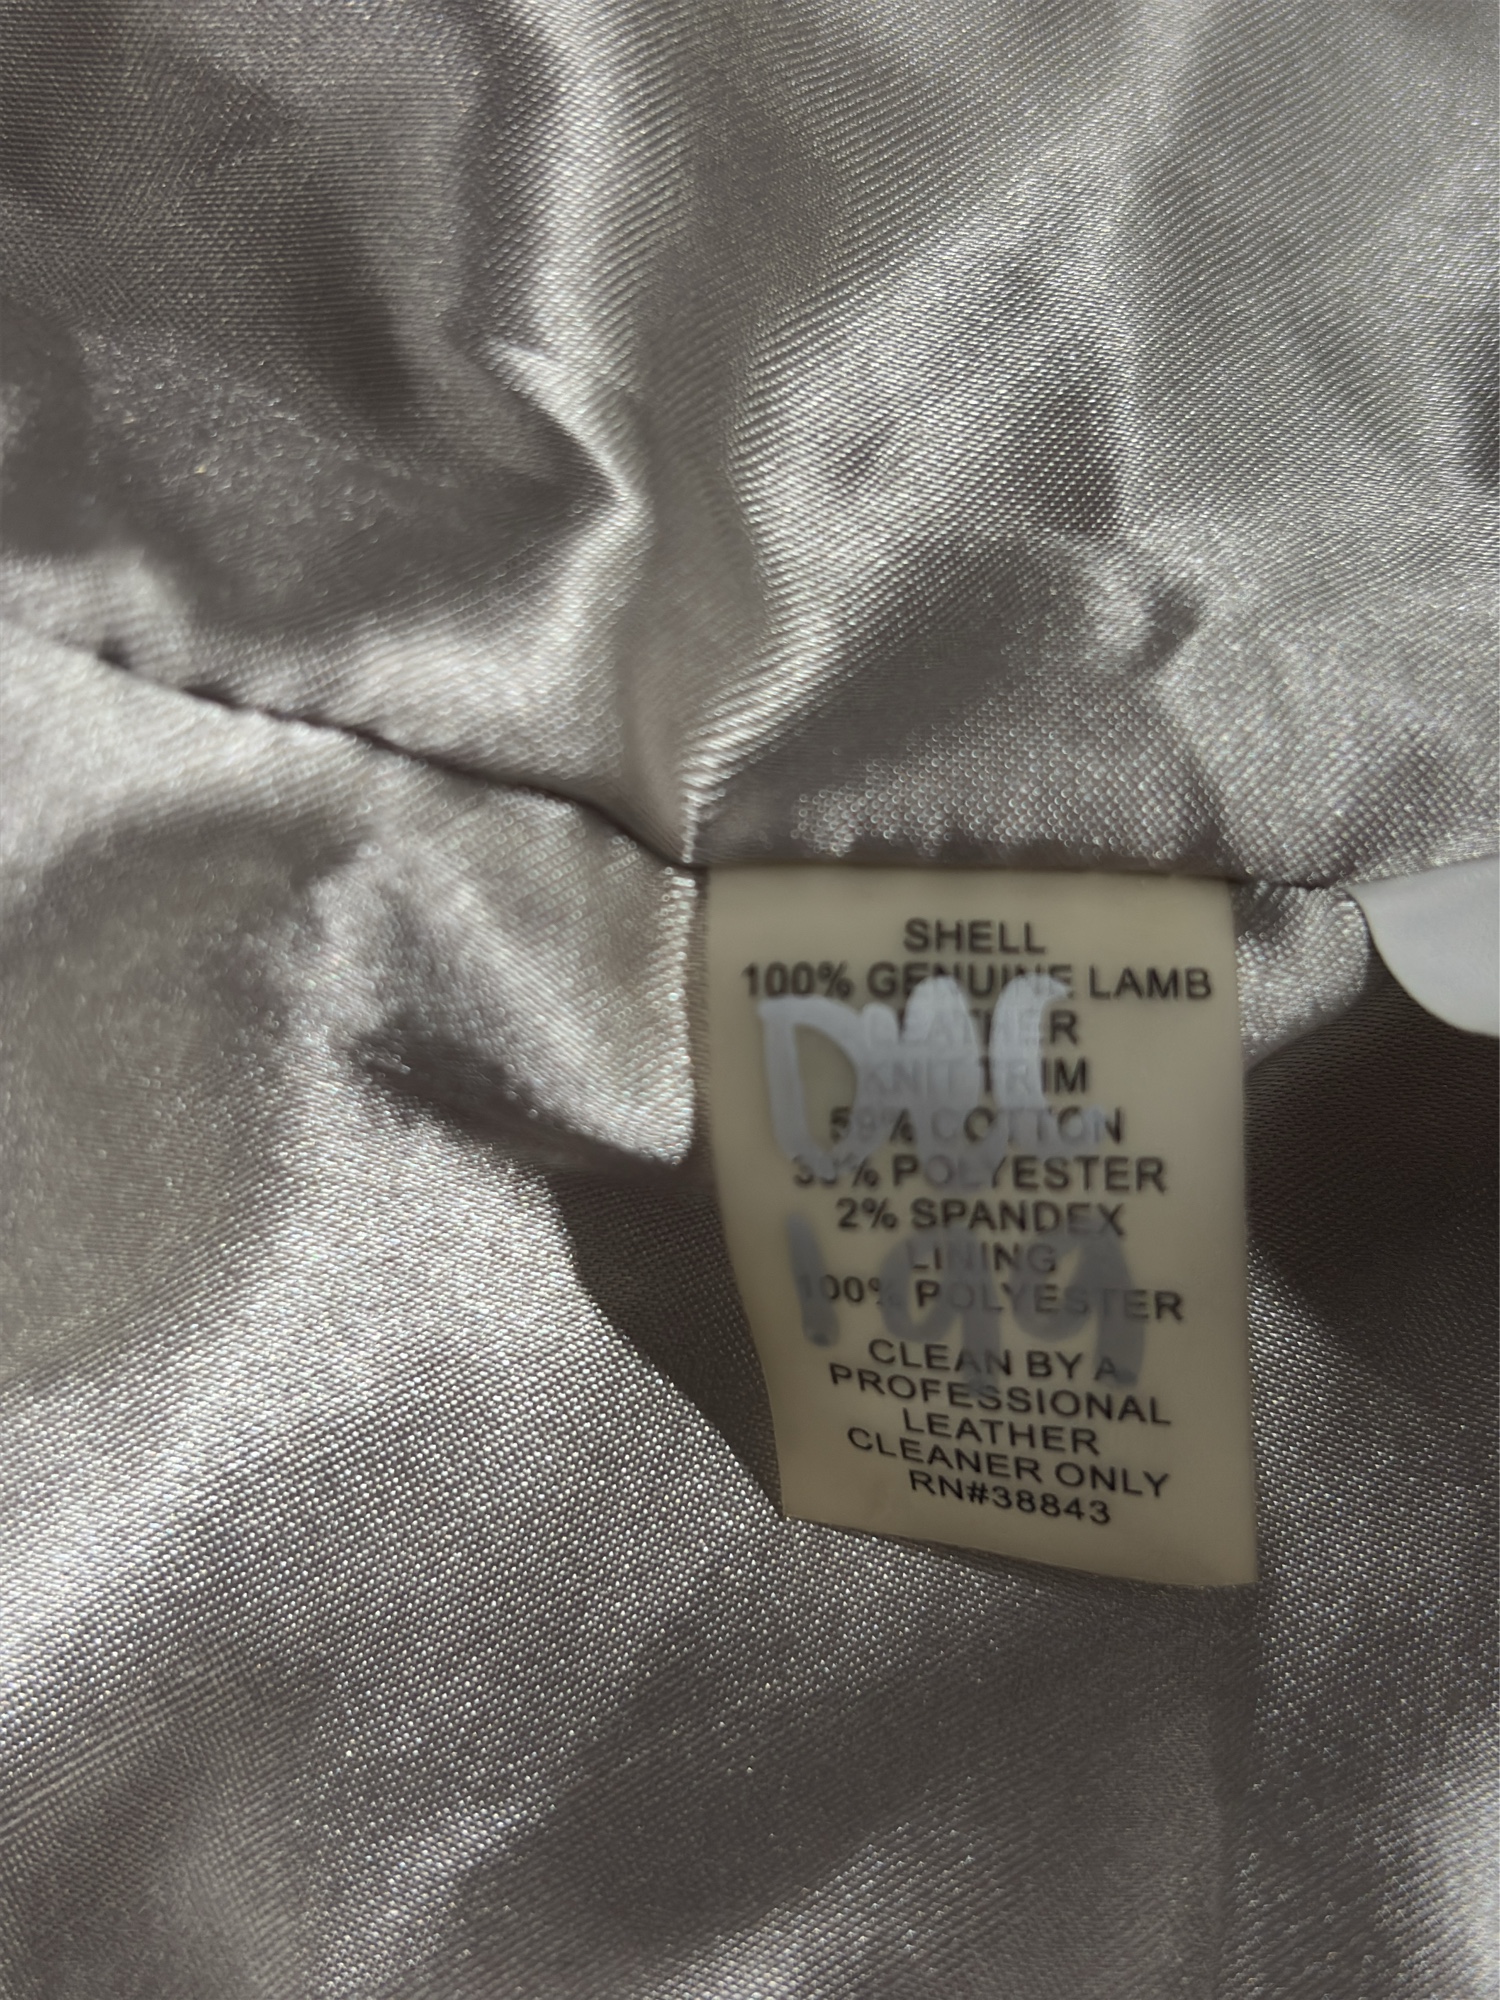 SHELL
100% GENUINE LAMB
LEATHER
KNIT TRIM
59% COTTON
POLYESTER
2% SPANDEX
LINING
100% POLYESTER
CLEAN BY A
PROFESSIONAL
LEATHER
CLEANER ONLY
RN#38843